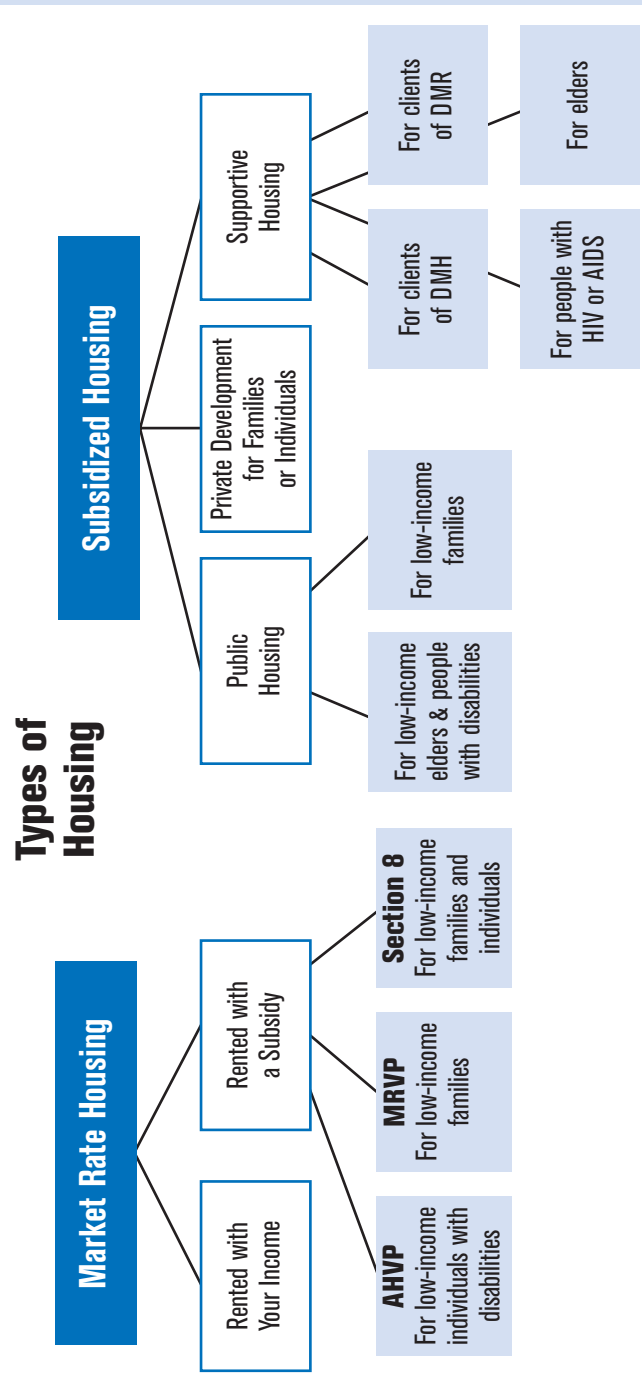 Types of
Housing
Market Rate Housing
Rented with
Your Income
Rented with
a Subsidy
AHVP
For low-income
individuals with
disabilities
MRVP
For low-income
families
Section 8
For low-income
families and
individuals
Subsidized Housing
Public
Housing
Private Development
for Families
or Individuals
Supportive
Housing
For low-income
elders & people
with disabilities
For low-income
families
For clients
of DMH
For clients
of DMR
For people with
HIV or AIDS
For elders